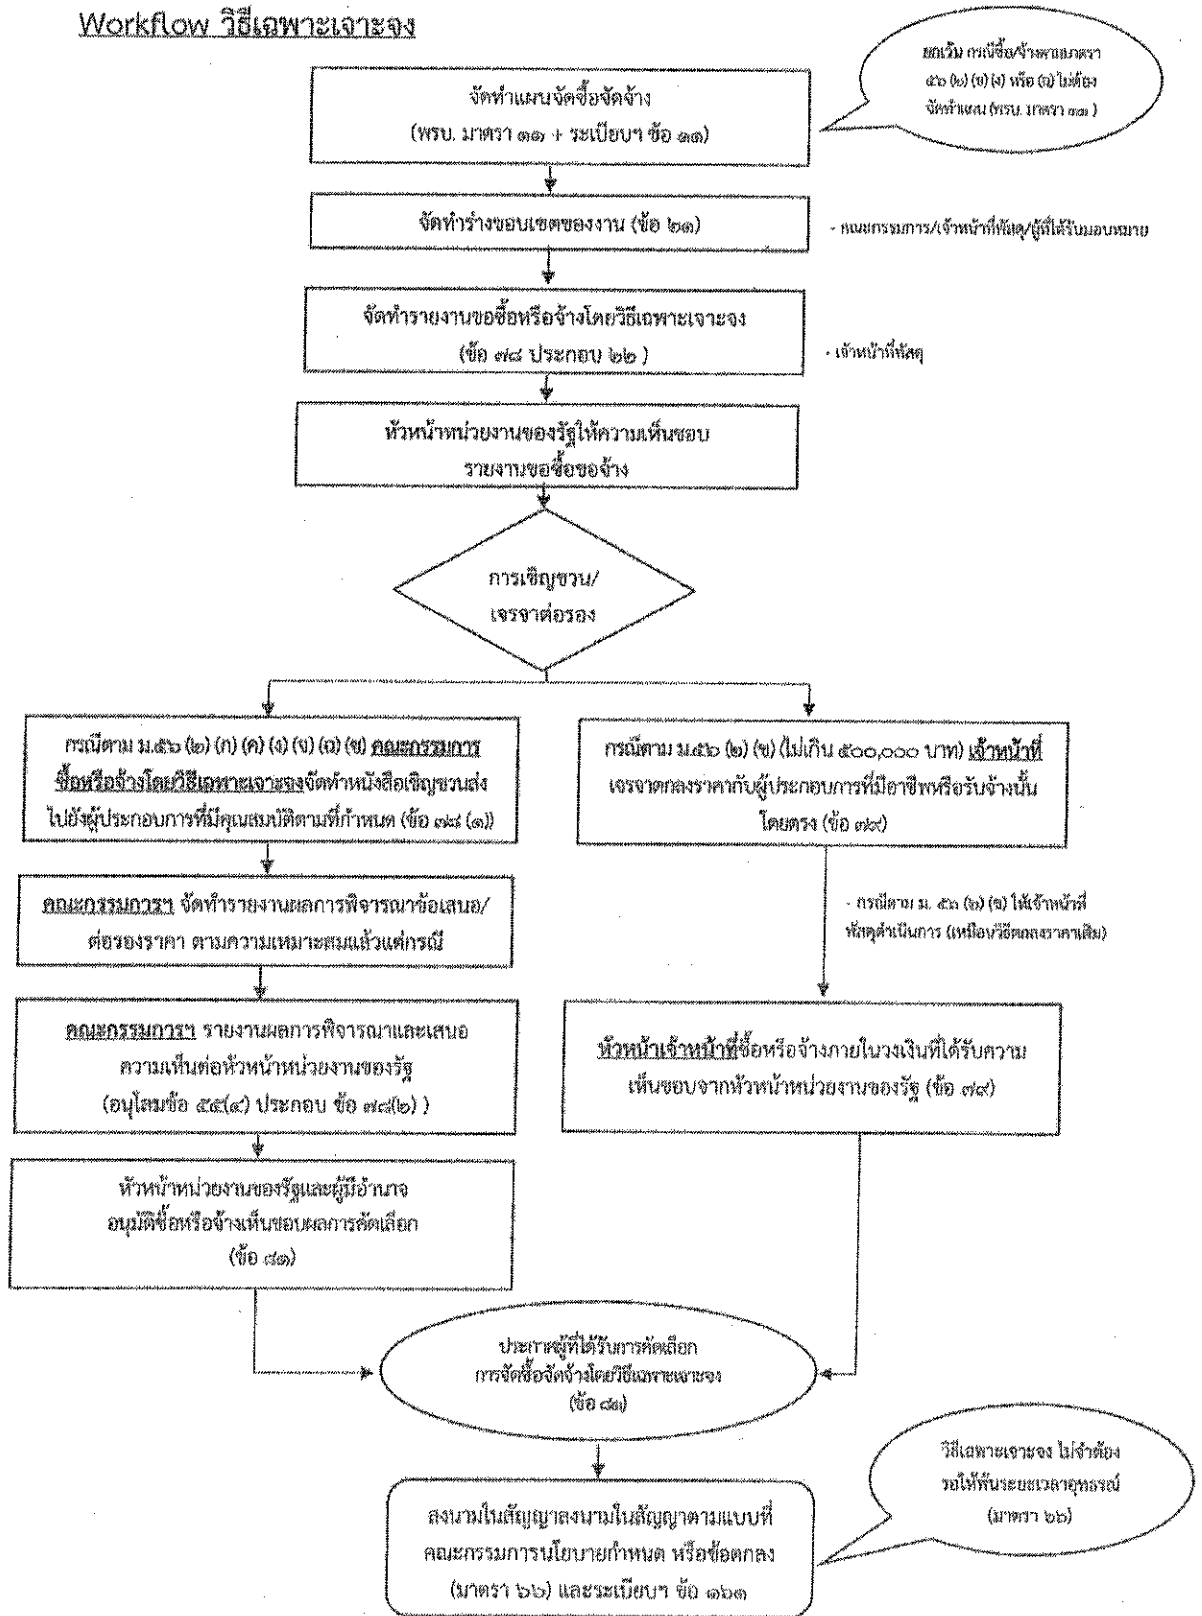 Workflow วิธีเฉพาะเจาะจง
ยกเว้น กรณีซื้อ/จ้างตามมาตรา
๕๖ (๒) (ข) (ง) หรือ (ฉ) ไม่ต้อง
จัดทำแผน (พรบ. มาตรา ๑๑ )
จัดทำแผนจัดซื้อจัดจ้าง
(พรบ. มาตรา ๑๑ + ระเบียบฯ ข้อ ๑๑)
จัดทำร่างขอบเขตของงาน (ข้อ ๒๑)
- คณะกรรมการ/เจ้าหน้าที่พัสดุ/ผู้ที่ได้รับมอบหมาย
จัดทำรายงานขอซื้อหรือจ้างโดยวิธีเฉพาะเจาะจง
(ข้อ ๗๘ ประกอบ ๒๒ )
- เจ้าหน้าที่พัสดุ
หัวหน้าหน่วยงานของรัฐให้ความเห็นชอบ
รายงานขอซื้อขอจ้าง
การเชิญชวน/
เจรจาต่อรอง
กรณีตาม ม.๕๖ (๒) (ก) (ค) (ง) (จ) (ฉ) (ช) คณะกรรมการ
ซื้อหรือจ้างโดยวิธีเฉพาะเจาะจงจัดทำหนังสือเชิญชวนส่ง
ไปยังผู้ประกอบการที่มีคุณสมบัติตามที่กำหนด (ข้อ ๗๘ (๑))
กรณีตาม ม.๕๖ (๒) (ข) (ไม่เกิน ๕๐๐,๐๐๐ บาท) เจ้าหน้าที่
เจรจาตกลงราคากับผู้ประกอบการที่มีอาชีพหรือรับจ้างนั้น
โดยตรง (ข้อ ๗๙)
คณะกรรมการฯ จัดทำรายงานผลการพิจารณาข้อเสนอ/
ต่อรองราคา ตามความเหมาะสมแล้วแต่กรณี
- กรณีตาม ม. ๕๖ (๒) (ข) ให้เจ้าหน้าที่
พัสดุดำเนินการ (เหมือนวิธีตกลงราคาเดิม)
คณะกรรมการฯ รายงานผลการพิจารณาและเสนอ
ความเห็นต่อหัวหน้าหน่วยงานของรัฐ
(อนุโลมข้อ ๕๕(๔) ประกอบ ข้อ ๗๘(๒) )
หัวหน้าเจ้าหน้าที่ซื้อหรือจ้างภายในวงเงินที่ได้รับความ
เห็นชอบจากหัวหน้าหน่วยงานของรัฐ (ข้อ ๗๙)
หัวหน้าหน่วยงานของรัฐและผู้มีอำนาจ
อนุมัติซื้อหรือจ้างเห็นชอบผลการคัดเลือก
(ข้อ ๘๑)
ประกาศผู้ที่ได้รับการคัดเลือก
การจัดซื้อจัดจ้างโดยวิธีเฉพาะเจาะจง
(ข้อ ๘๑)
วิธีเฉพาะเจาะจง ไม่จำต้อง
รอให้พ้นระยะเวลาอุทธรณ์
(มาตรา ๖๖)
ลงนามในสัญญาลงนามในสัญญาตามแบบที่
คณะกรรมการนโยบายกำหนด หรือข้อตกลง
(มาตรา ๖๖) และระเบียบฯ ข้อ ๑๖๑